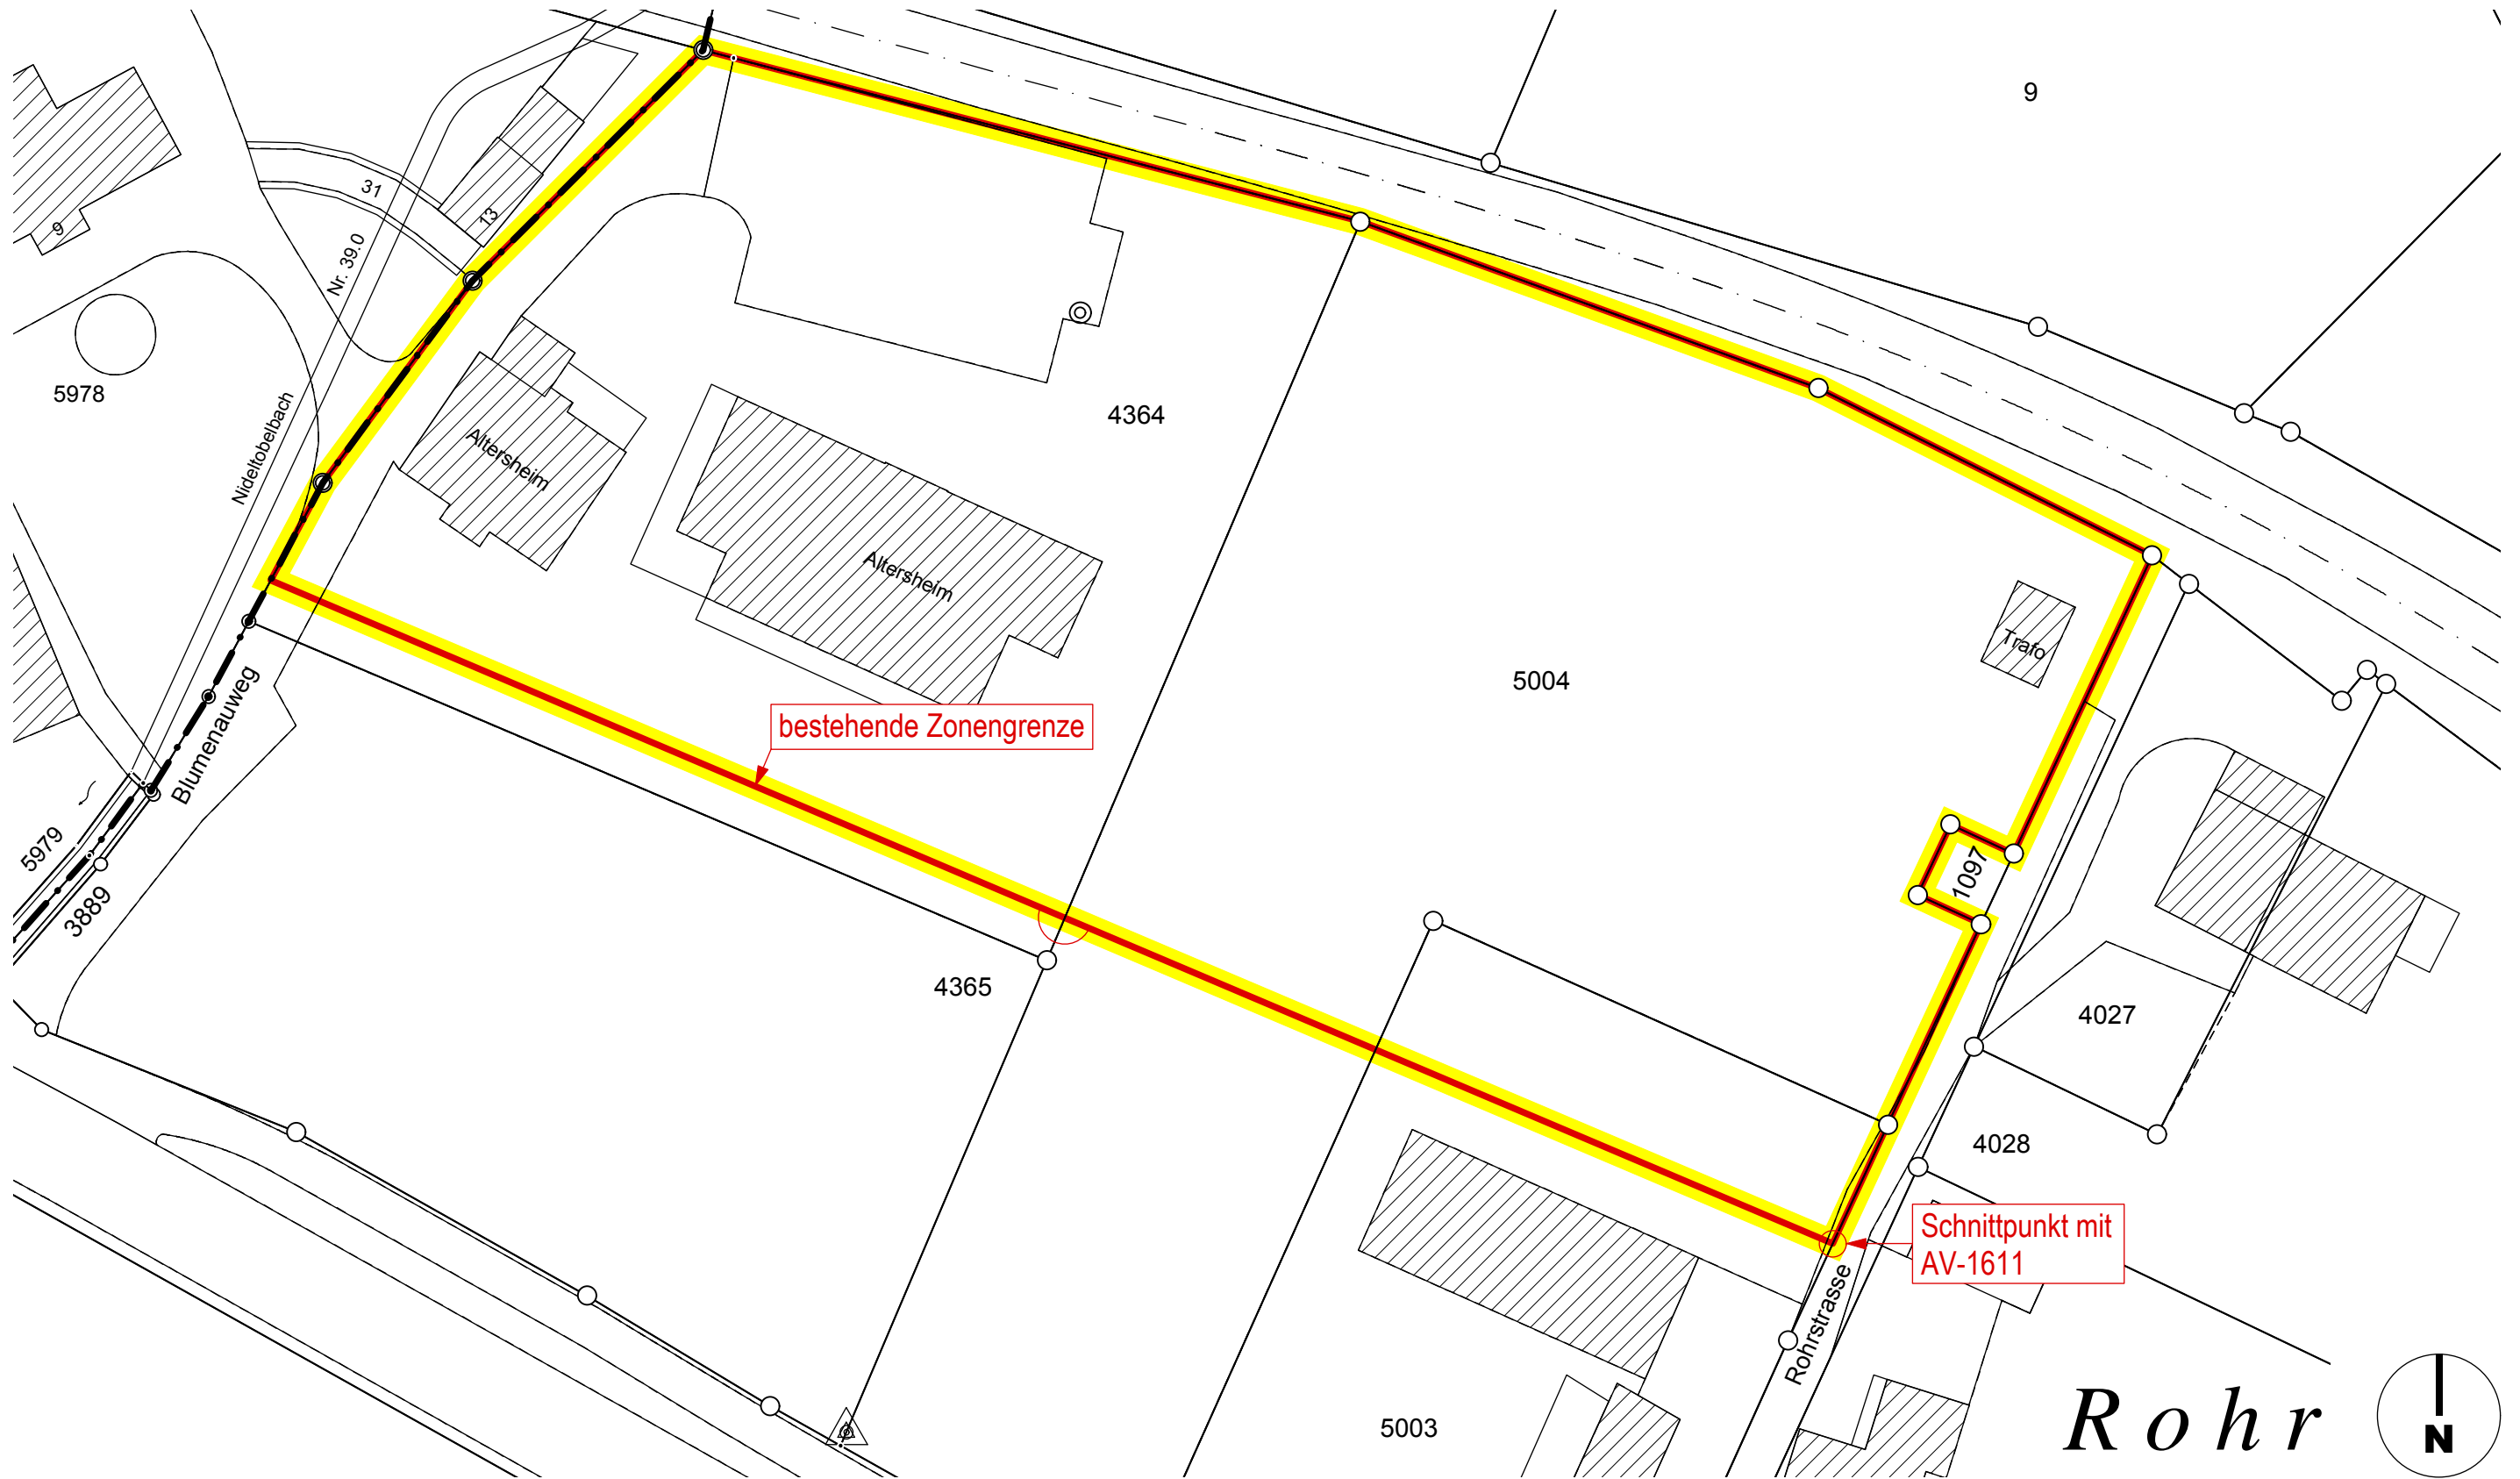 9
31
13
9
Nr. 39.0
5978
Nideltobelbach
Altersheim
4364
Altersheim
Trafo
5004
bestehende Zonengrenze
Blumenauweg
5979
3889
1097
4365
4027
4028
Schnittpunkt mit
AV-1611
Rohrstrasse
5003
Rohr
N